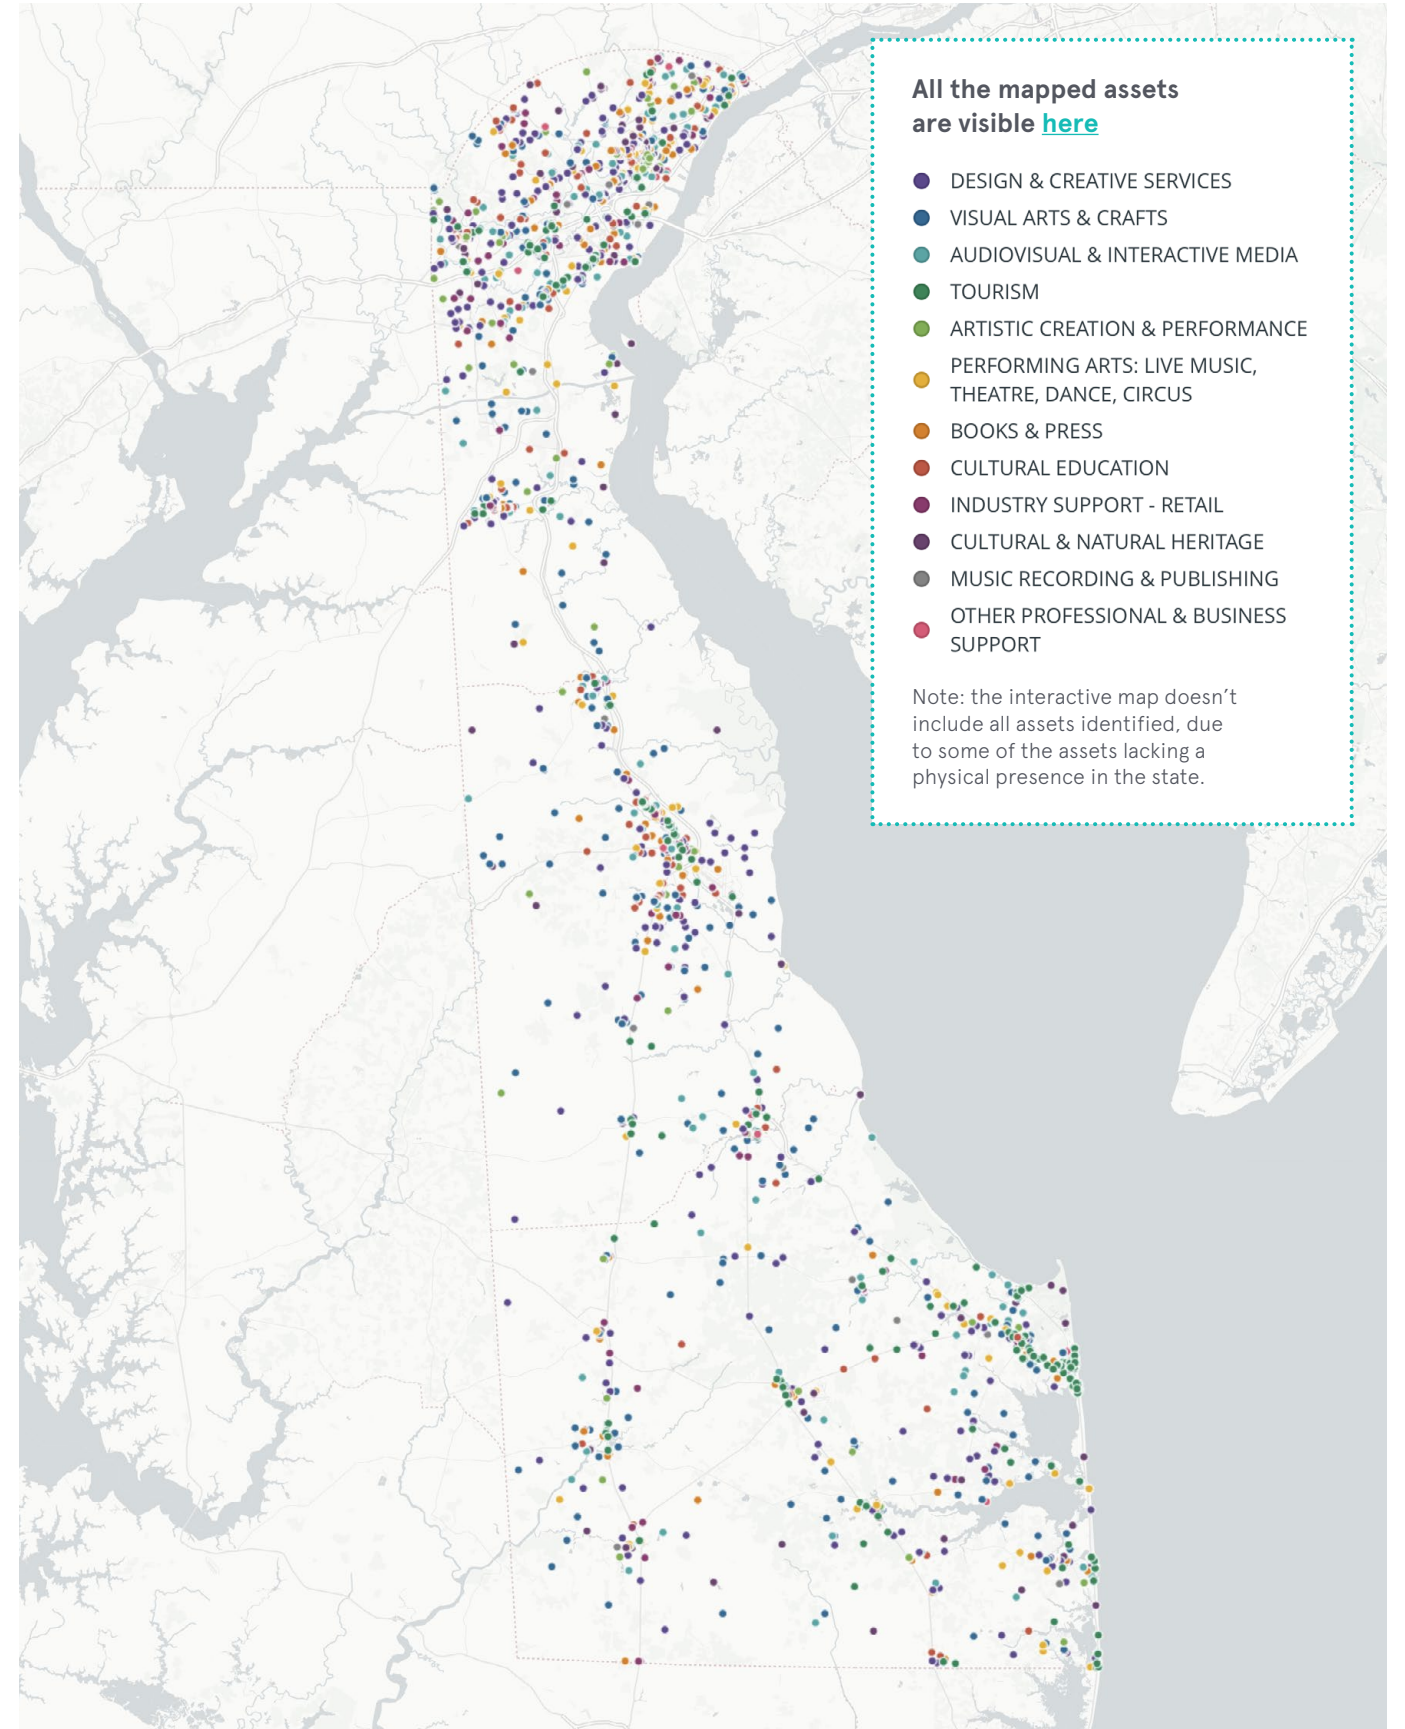 All the mapped assets
are visible here
DESIGN & CREATIVE SERVICES
VISUAL ARTS & CRAFTS
AUDIOVISUAL & INTERACTIVE MEDIA
TOURISM
ARTISTIC CREATION & PERFORMANCE
PERFORMING ARTS: LIVE MUSIC,
THEATRE, DANCE, CIRCUS
BOOKS & PRESS
CULTURAL EDUCATION
INDUSTRY SUPPORT - RETAIL
CULTURAL & NATURAL HERITAGE
MUSIC RECORDING & PUBLISHING
OTHER PROFESSIONAL & BUSINESS
SUPPORT
Note: the interactive map doesn’t
include all assets identified, due
to some of the assets lacking a
physical presence in the state.